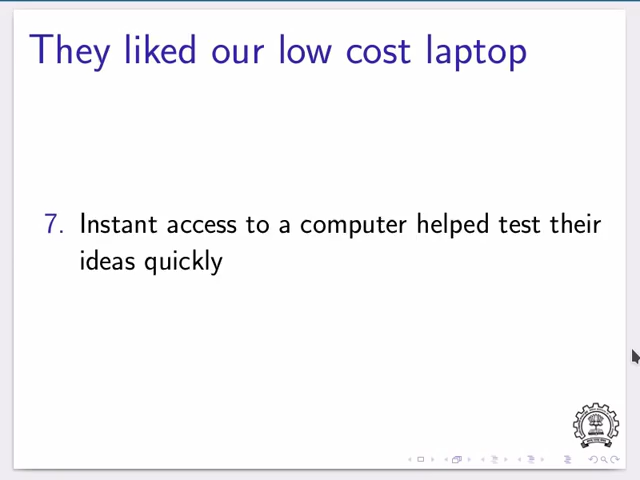 They liked our low cost laptop
7. Instant access to a computer helped test their
ideas quickly